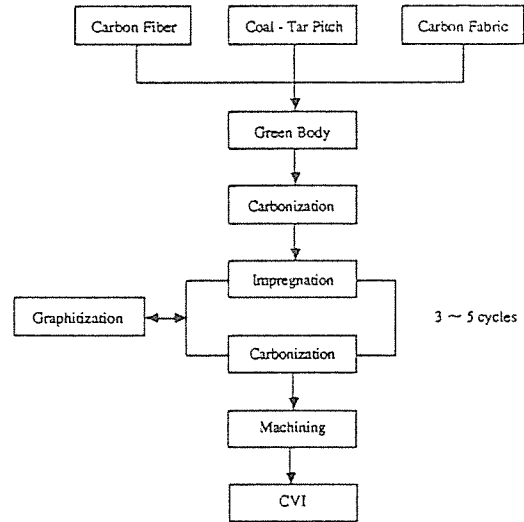 Carbon Fiber
Coal - Tar Pitch
Carbon Fabric
Green Body
Carbonization
Impregnation
Graphitization
3 ~ 5 cycles
Carbonization
Machining
CVI